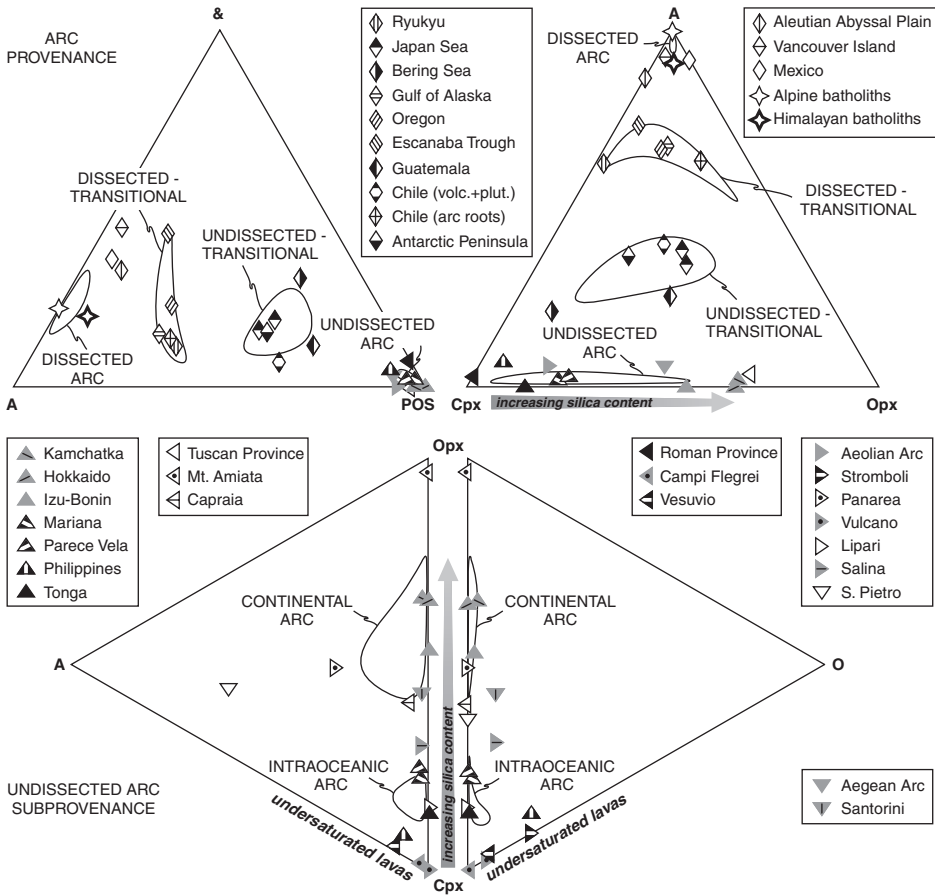 ARC
PROVENANCE
&
A
POS
DISSECTED -
TRANSITIONAL
UNDISSECTED -
TRANSITIONAL
UNDISSECTED
ARC
DISSECTED
ARC
Ryukyu
Japan Sea
Bering Sea
Gulf of Alaska
Oregon
Escanaba Trough
Guatemala
Chile (volc.+plut.)
Chile (arc roots)
Antarctic Peninsula
A
Cpx
Opx
DISSECTED
ARC
DISSECTED -
TRANSITIONAL
UNDISSECTED -
TRANSITIONAL
UNDISSECTED
ARC
increasing silica content
Aleutian Abyssal Plain
Vancouver Island
Mexico
Alpine batholiths
Himalayan batholiths
Kamchatka
Hokkaido
Izu-Bonin
Mariana
Parece Vela
Philippines
Tonga
Tuscan Province
Mt. Amiata
Capraia
Roman Province
Campi Flegrei
Vesuvio
Aeolian Arc
Stromboli
Panarea
Vulcano
Lipari
Salina
S. Pietro
Opx
A
O
Cpx
CONTINENTAL
ARC
CONTINENTAL
ARC
INTRAOCEANIC
ARC
INTRAOCEANIC
ARC
increasing silica content
undersaturated lavas
undersaturated lavas
UNDISSECTED ARC
SUBPROVENANCE
Aegean Arc
Santorini